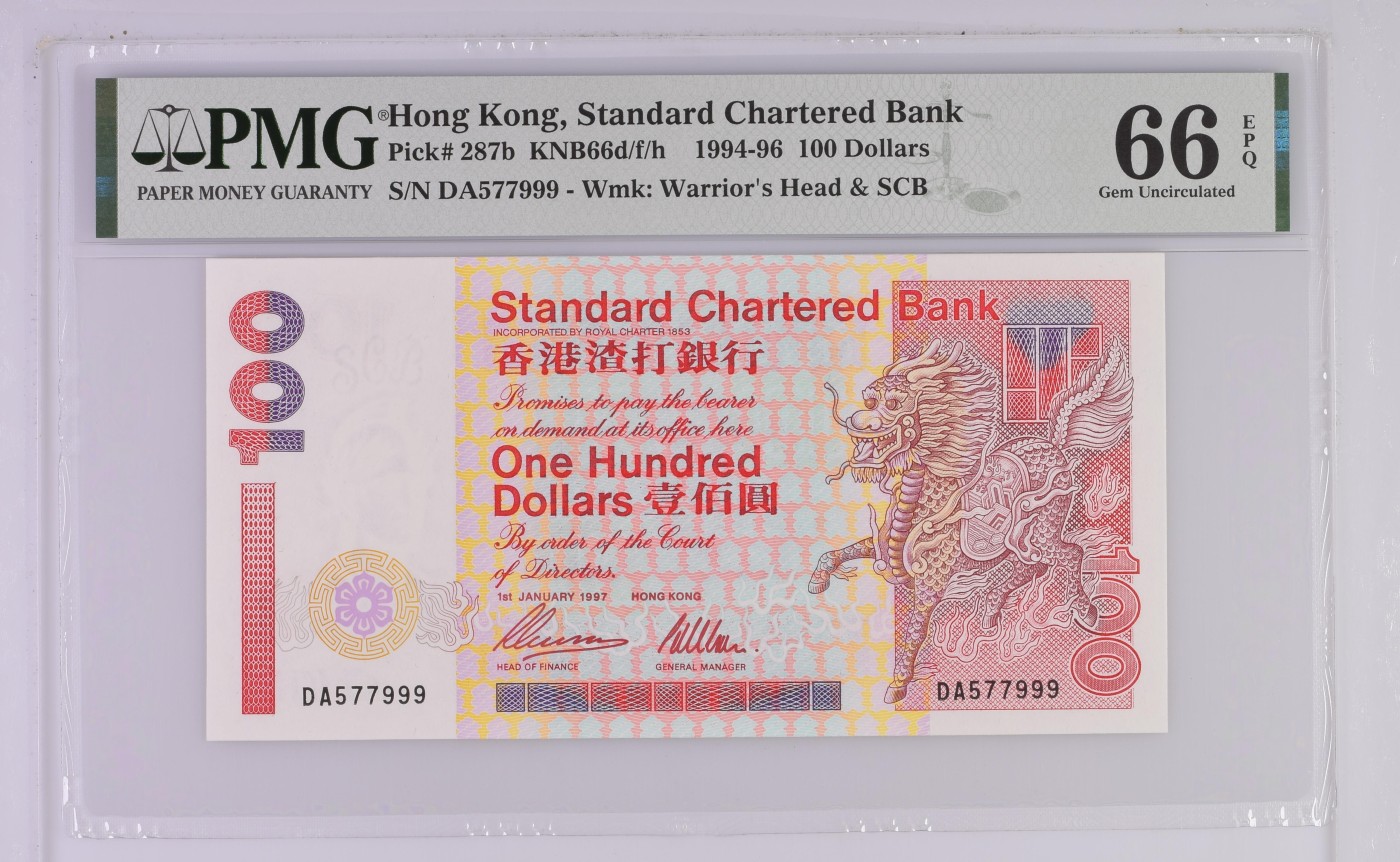 PMG®
PAPER MONEY GUARANTY
Hong Kong, Standard Chartered Bank
Pick# 287b KNB66d/f/h 1994-96 100 Dollars
S/N DA577999 - Wmk: Warrior's Head & SCB
66
EPQ
Gem Uncirculated
100
Standard Chartered Bank
INCORPORATED BY ROYAL CHARTER 1853
香港渣打銀行
Promises to pay the bearer
on demand at its office here
One Hundred
Dollars 壹佰圓
By order of the Court
of Directors.
1st JANUARY 1997 HONG KONG
HEAD OF FINANCE GENERAL MANAGER
DA577999
DA577999
100